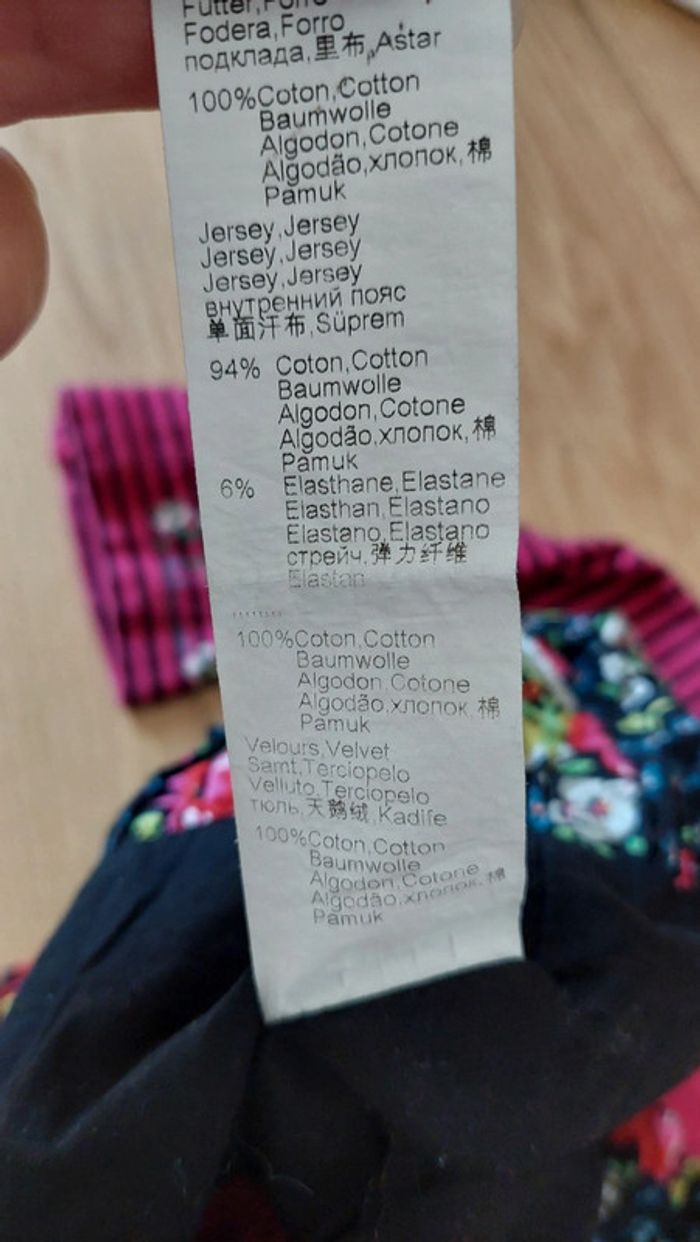 Fodera,Forro
подклада,里布,Astar
100%Coton,Cotton
Baumwolle
Algodon,Cotone
Algodão,хлопок,棉
Pamuk
Jersey,Jersey
Jersey,Jersey
Jersey,Jersey
внутренний пояс
单面汗布,Süprem
94% Coton,Cotton
Baumwolle
Algodon,Cotone
Algodão,хлопок,棉
Pamuk
6% Elasthane,Elastane
Elasthan,Elastano
Elastano,Elastano
стрейч,弹力纤维
Elastan
100%Coton,Cotton
Baumwolle
Algodon,Cotone
Algodão,хлопок,棉
Pamuk
Velours,Velvet
Samt,Terciopelo
Velluto,Terciopelo
тюль,天鹅绒,Kadife
100%Coton,Cotton
Baumwolle
Algodon,Cotone
Algodão,хлопок,棉
Pamuk